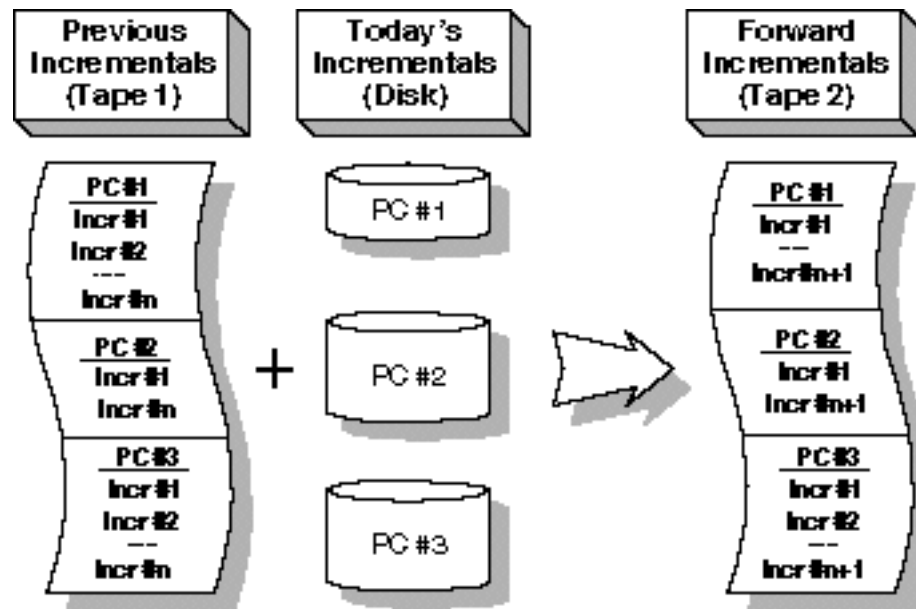 Previous
Incrementals
(Tape 1)
Today's
Incrementals
(Disk)
Forward
Incrementals
(Tape 2)
PC#1
Incr#1
Incr#2
---
Incr#n
PC#2
Incr#1
Incr#n
PC#3
Incr#1
Incr#2
---
Incr#n
+
PC #1
PC #2
PC #3
PC#1
Incr#1
---
Incr#n+1
PC#2
Incr#1
Incr#n+1
PC#3
Incr#1
Incr#2
---
Incr#n+1